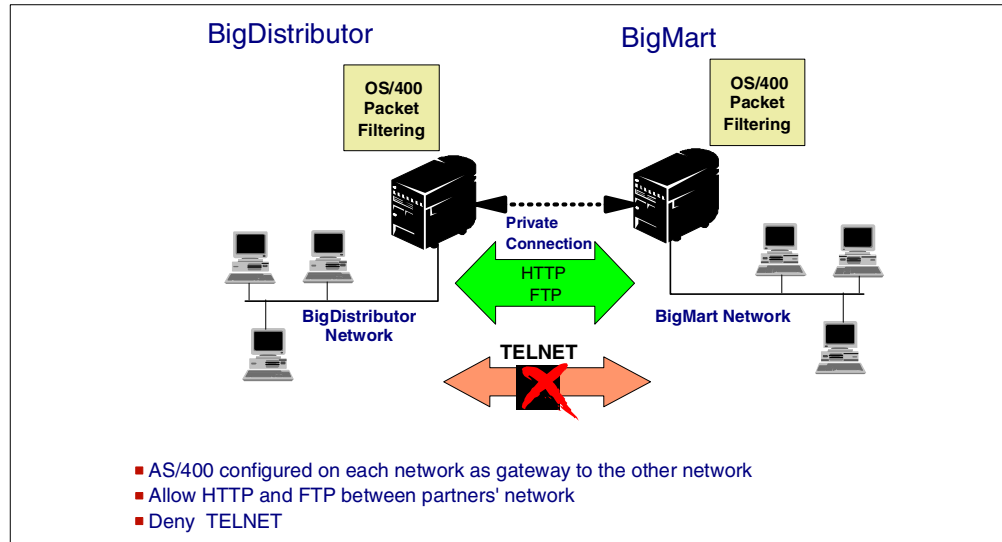 BigDistributor
BigMart
OS/400
Packet
Filtering
OS/400
Packet
Filtering
Private
Connection
HTTP
FTP
BigDistributor
Network
BigMart Network
TELNET
AS/400 configured on each network as gateway to the other network
Allow HTTP and FTP between partners' network
Deny TELNET